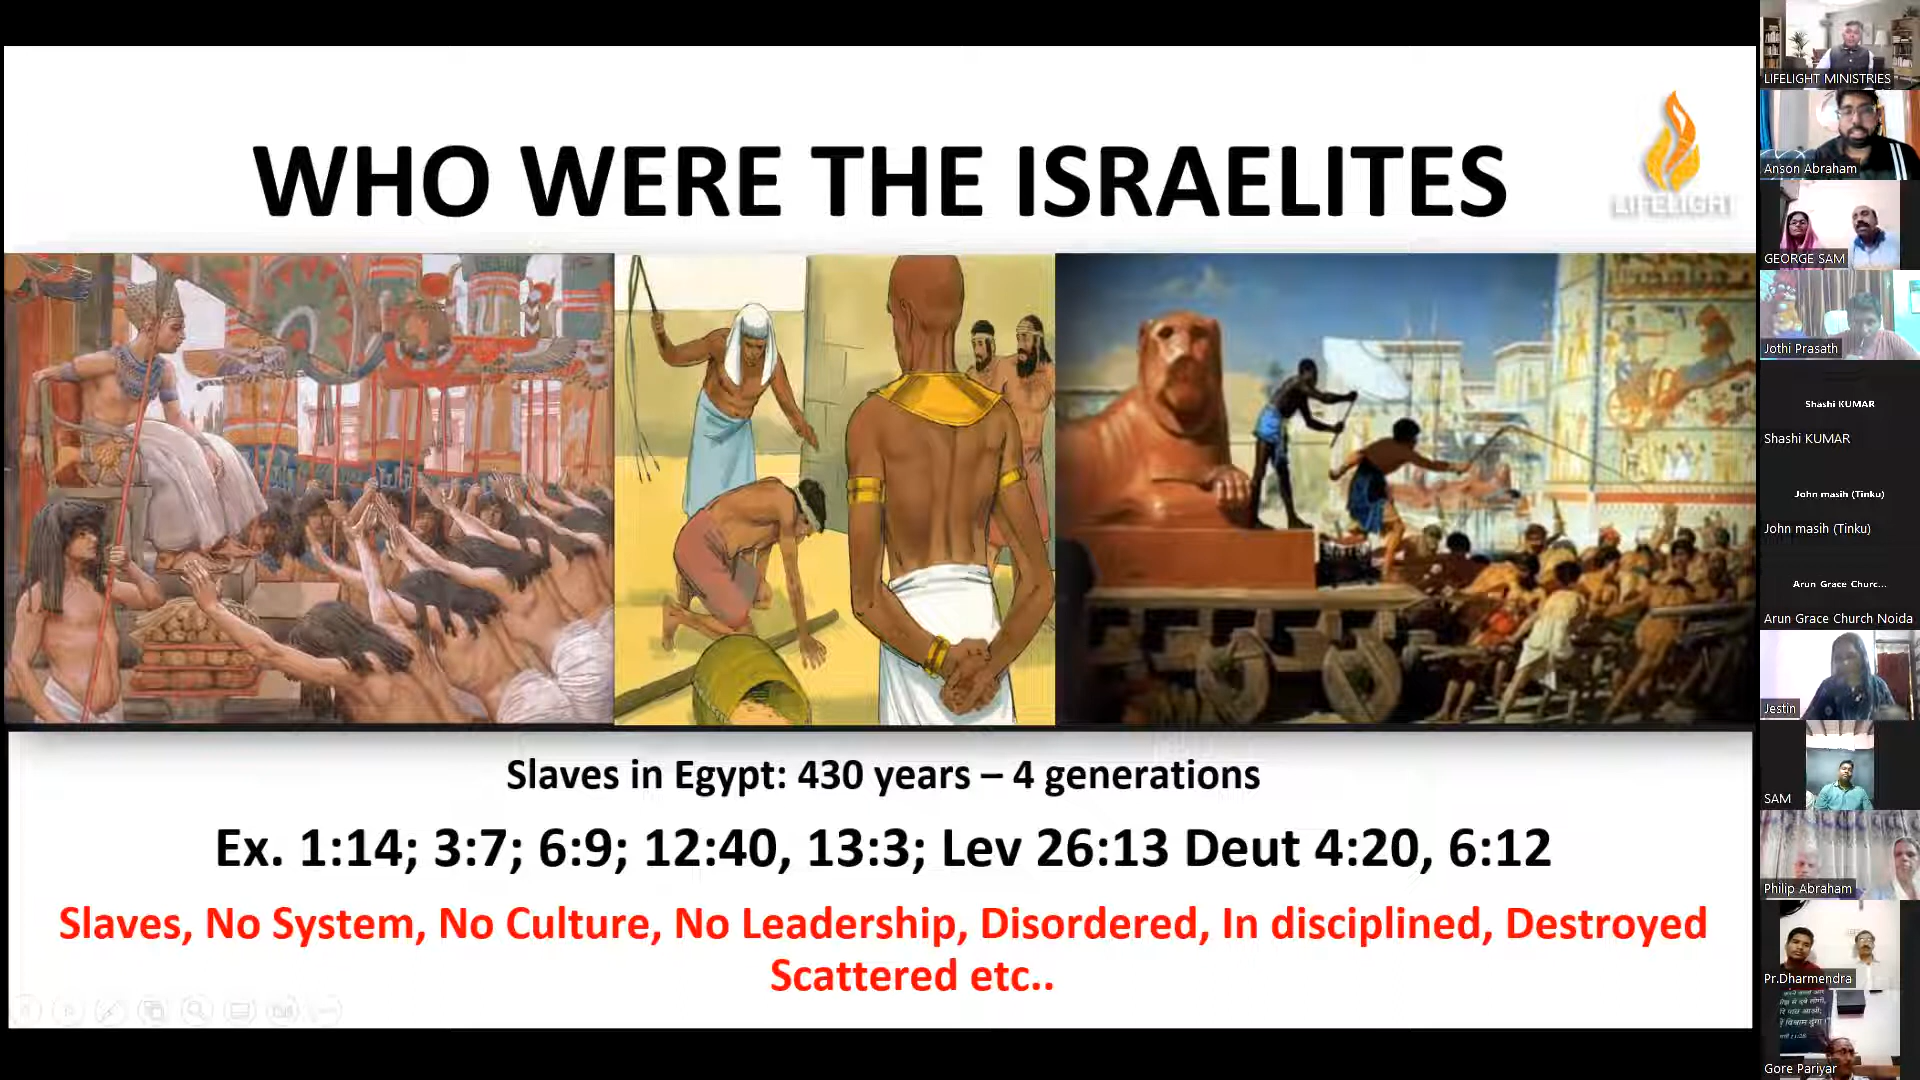 WHO WERE THE ISRAELITES
LIFELIGHT
Slaves in Egypt: 430 years – 4 generations
Ex. 1:14; 3:7; 6:9; 12:40, 13:3; Lev 26:13 Deut 4:20, 6:12
Slaves, No System, No Culture, No Leadership, Disordered, In disciplined, Destroyed
Scattered etc..
LIFELIGHT MINISTRIES
Anson Abraham
GEORGE SAM
Jothi Prasath
Shashi KUMAR
Shashi KUMAR
John masih (Tinku)
John masih (Tinku)
Arun Grace Churc...
Arun Grace Church Noida
Jestin
SAM
Philip Abraham
Pr.Dharmendra
Gore Pariyar